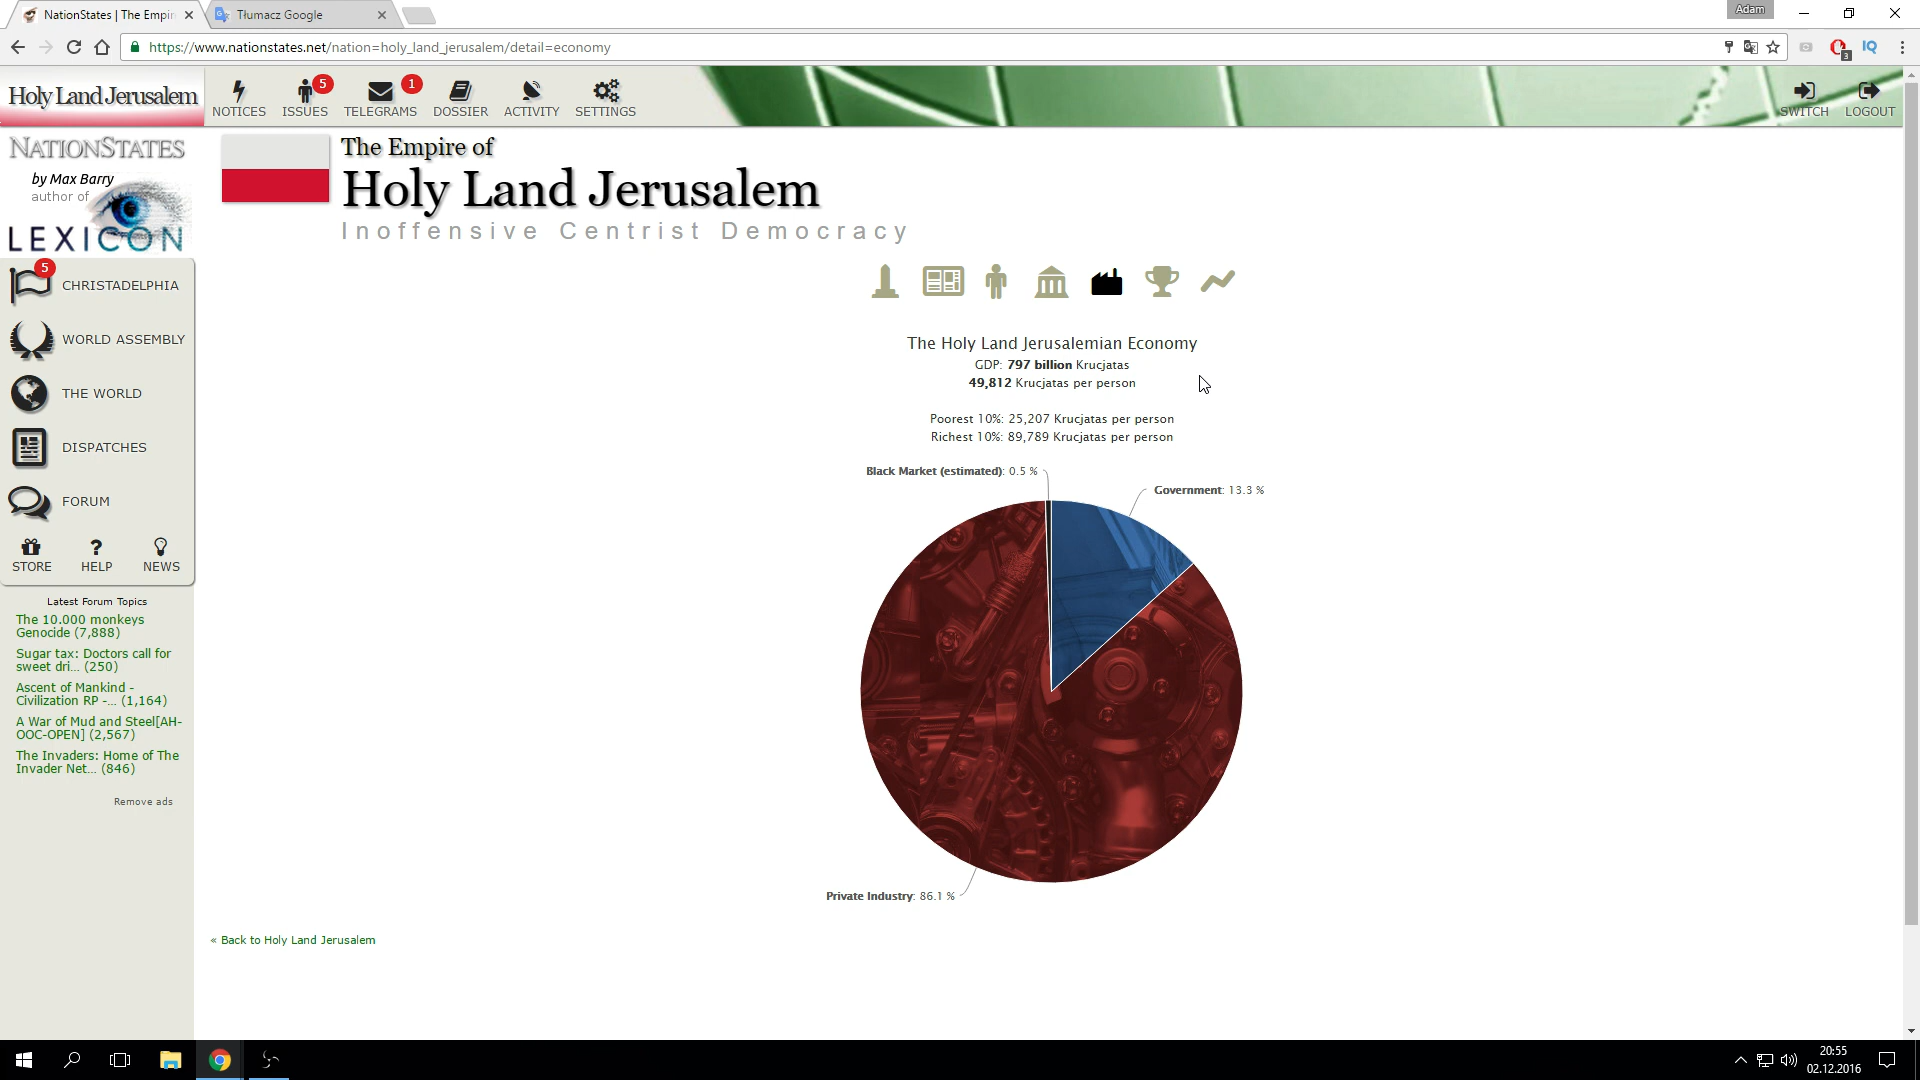 NationStates | The Empir
Tłumacz Google
Adam
https://www.nationstates.net/nation=holy_land_jerusalem/detail=economy
3
IQ
Holy Land Jerusalem
NOTICES
5
ISSUES
1
TELEGRAMS
DOSSIER
ACTIVITY
SETTINGS
SWITCH
LOGOUT
NATIONSTATES
by Max Barry
author of
LEXICON
5
CHRISTADELPHIA
WORLD ASSEMBLY
THE WORLD
DISPATCHES
FORUM
STORE
HELP
NEWS
Latest Forum Topics
The 10.000 monkeys
Genocide (7,888)
Sugar tax: Doctors call for
sweet dri... (250)
Ascent of Mankind -
Civilization RP -... (1,164)
A War of Mud and Steel[AH-
OOC-OPEN] (2,567)
The Invaders: Home of The
Invader Net... (846)
Remove ads
The Empire of
Holy Land Jerusalem
Inoffensive Centrist Democracy
The Holy Land Jerusalemian Economy
GDP: 797 billion Krucjatas
49,812 Krucjatas per person
Poorest 10%: 25,207 Krucjatas per person
Richest 10%: 89,789 Krucjatas per person
Black Market (estimated): 0.5 %
Government: 13.3 %
Private Industry: 86.1 %
« Back to Holy Land Jerusalem
20:55
02.12.2016